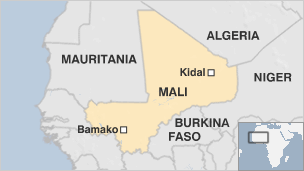 ALGERIA
MAURITANIA
Kidal
NIGER
MALI
Bamako
BURKINA
FASO